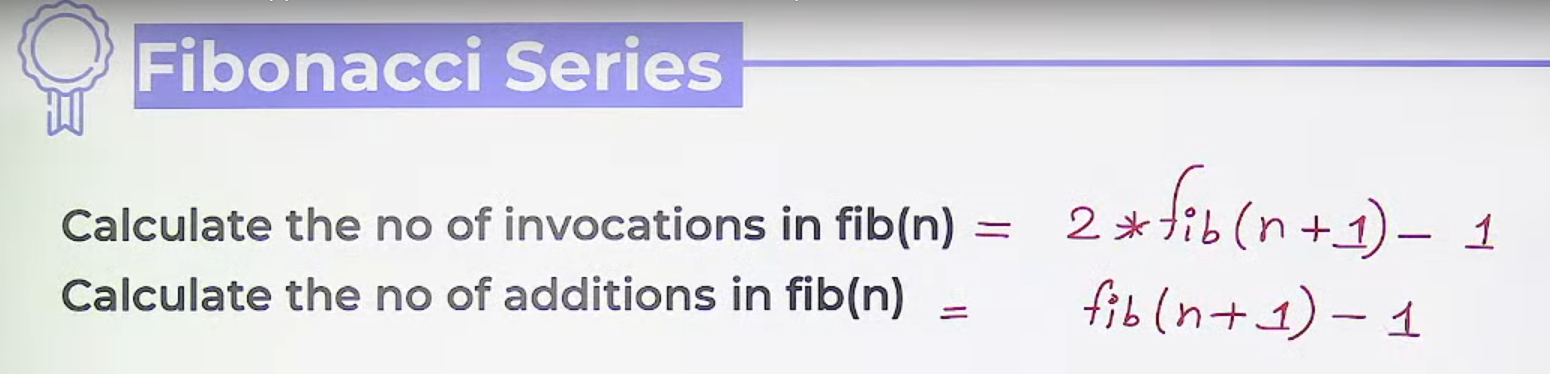 Fibonacci Series
Calculate the no of invocations in fib(n) = 2 * fib(n+1) - 1
Calculate the no of additions in fib(n) = fib(n+1) - 1